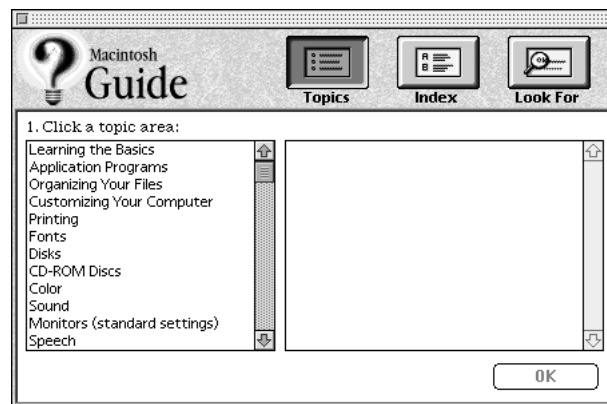 Macintosh
Guide
Topics
Index
Look For
1. Click a topic area:
Learning the Basics
Application Programs
Organizing Your Files
Customizing Your Computer
Printing
Fonts
Disks
CD-ROM Discs
Color
Sound
Monitors (standard settings)
Speech
OK